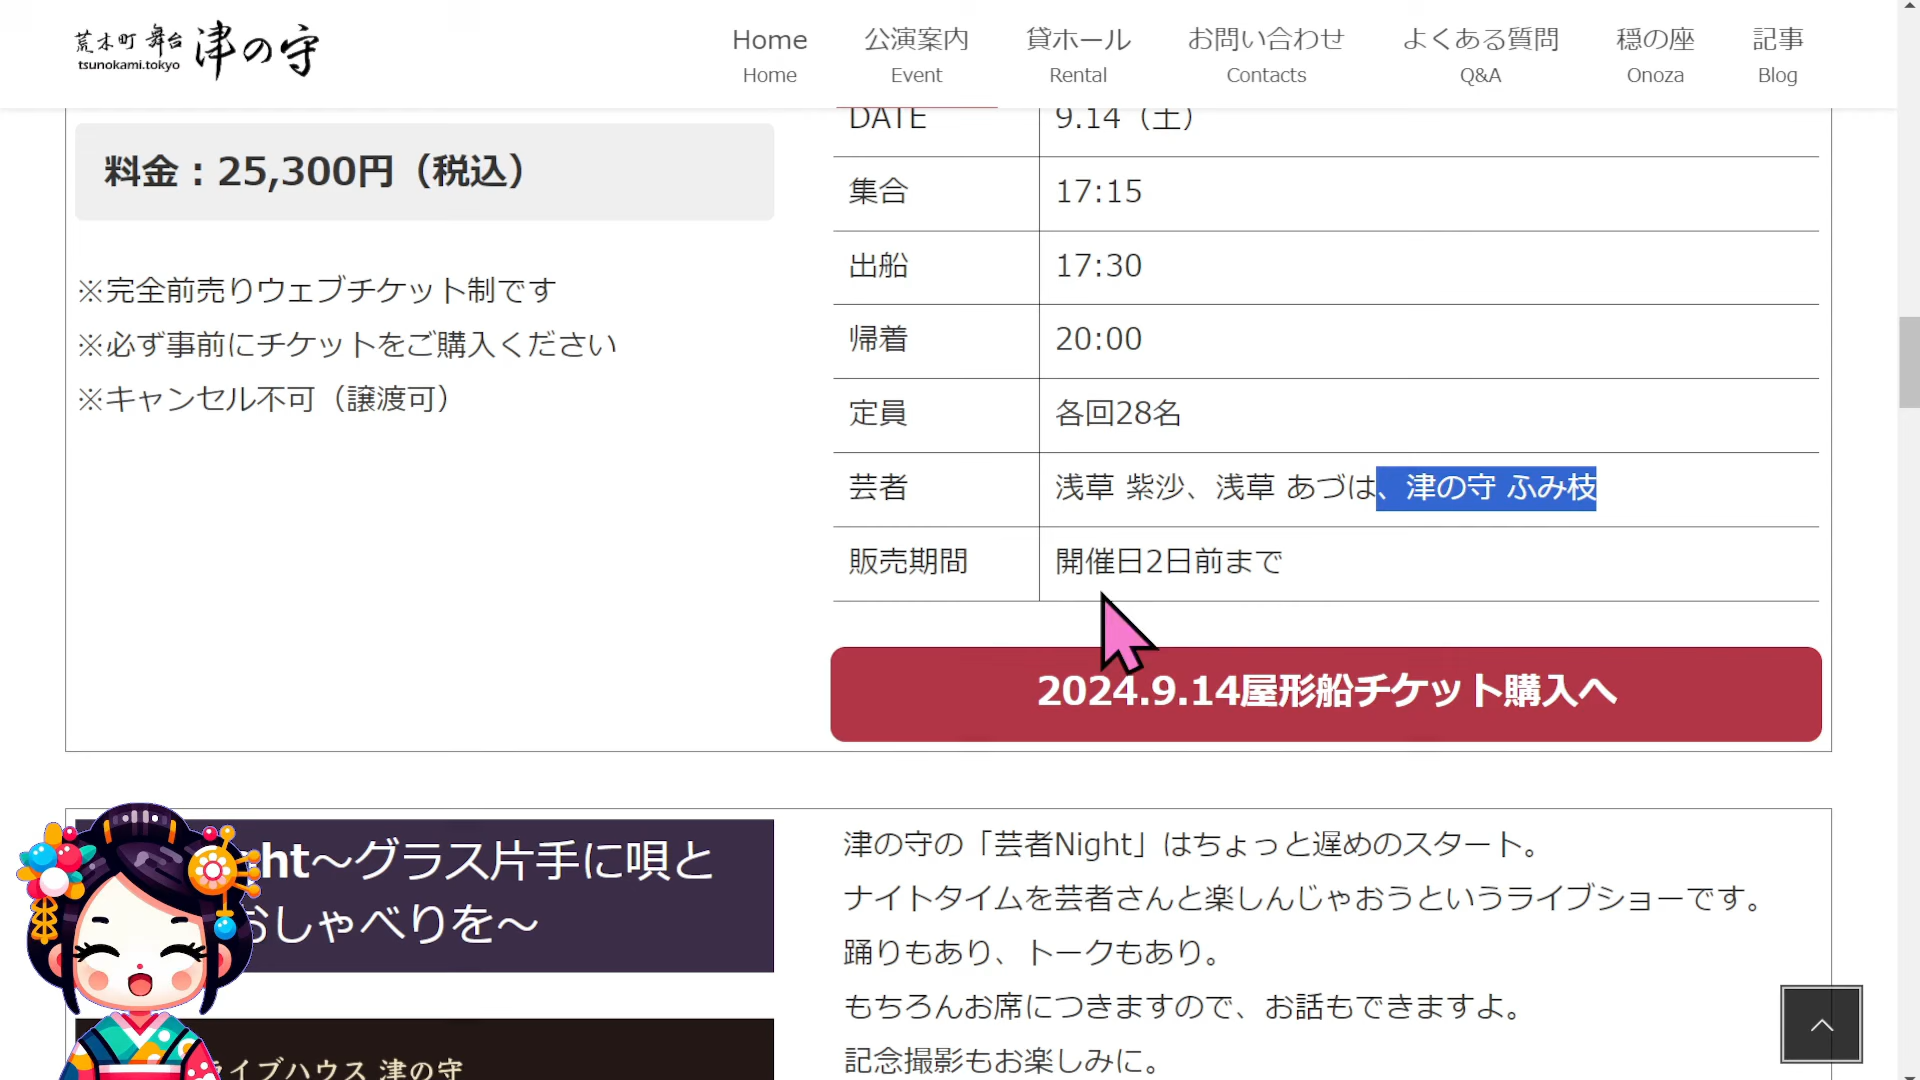 荒木町 舞台 津の守
tsunokami.tokyo
Home
Home
公演案内
Event
貸ホール
Rental
お問い合わせ
Contacts
よくある質問
Q&A
穏の座
Onoza
記事
Blog
料金：25,300円（税込）
※完全前売りウェブチケット制です
※必ず事前にチケットをご購入ください
※キャンセル不可（譲渡可）
DATE 9.14（土）
集合 17:15
出船 17:30
帰着 20:00
定員 各回28名
芸者 浅草 紫沙、浅草 あづは、津の守 ふみ枝
販売期間 開催日2日前まで
2024.9.14屋形船チケット購入へ
ght～グラス片手に唄と
おしゃべりを～
ライブハウス 津の守
津の守の「芸者Night」はちょっと遅めのスタート。
ナイトタイムを芸者さんと楽しんじゃおうというライブショーです。
踊りもあり、トークもあり。
もちろんお席につきますので、お話もできますよ。
記念撮影もお楽しみに。